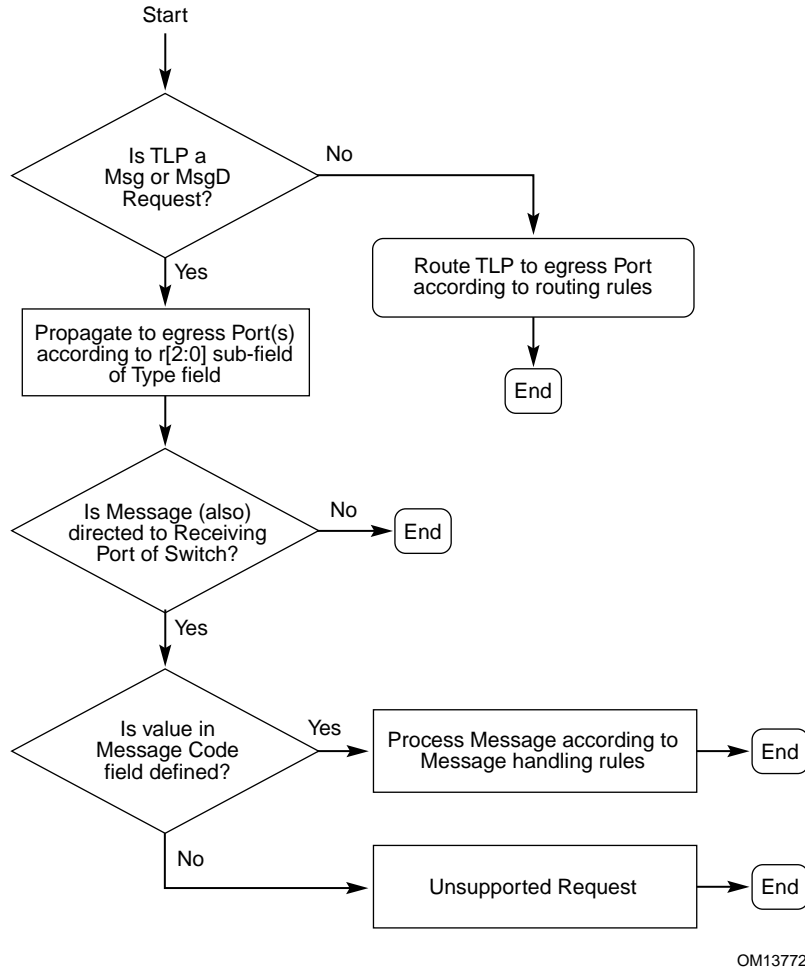 Start
Is TLP a
Msg or MsgD
Request?
No
Yes
Route TLP to egress Port
according to routing rules
Propagate to egress Port(s)
according to r[2:0] sub-field
of Type field
End
Is Message (also)
directed to Receiving
Port of Switch?
No
End
Yes
Is value in
Message Code
field defined?
Yes
Process Message according to
Message handling rules
End
No
Unsupported Request
End
OM13772